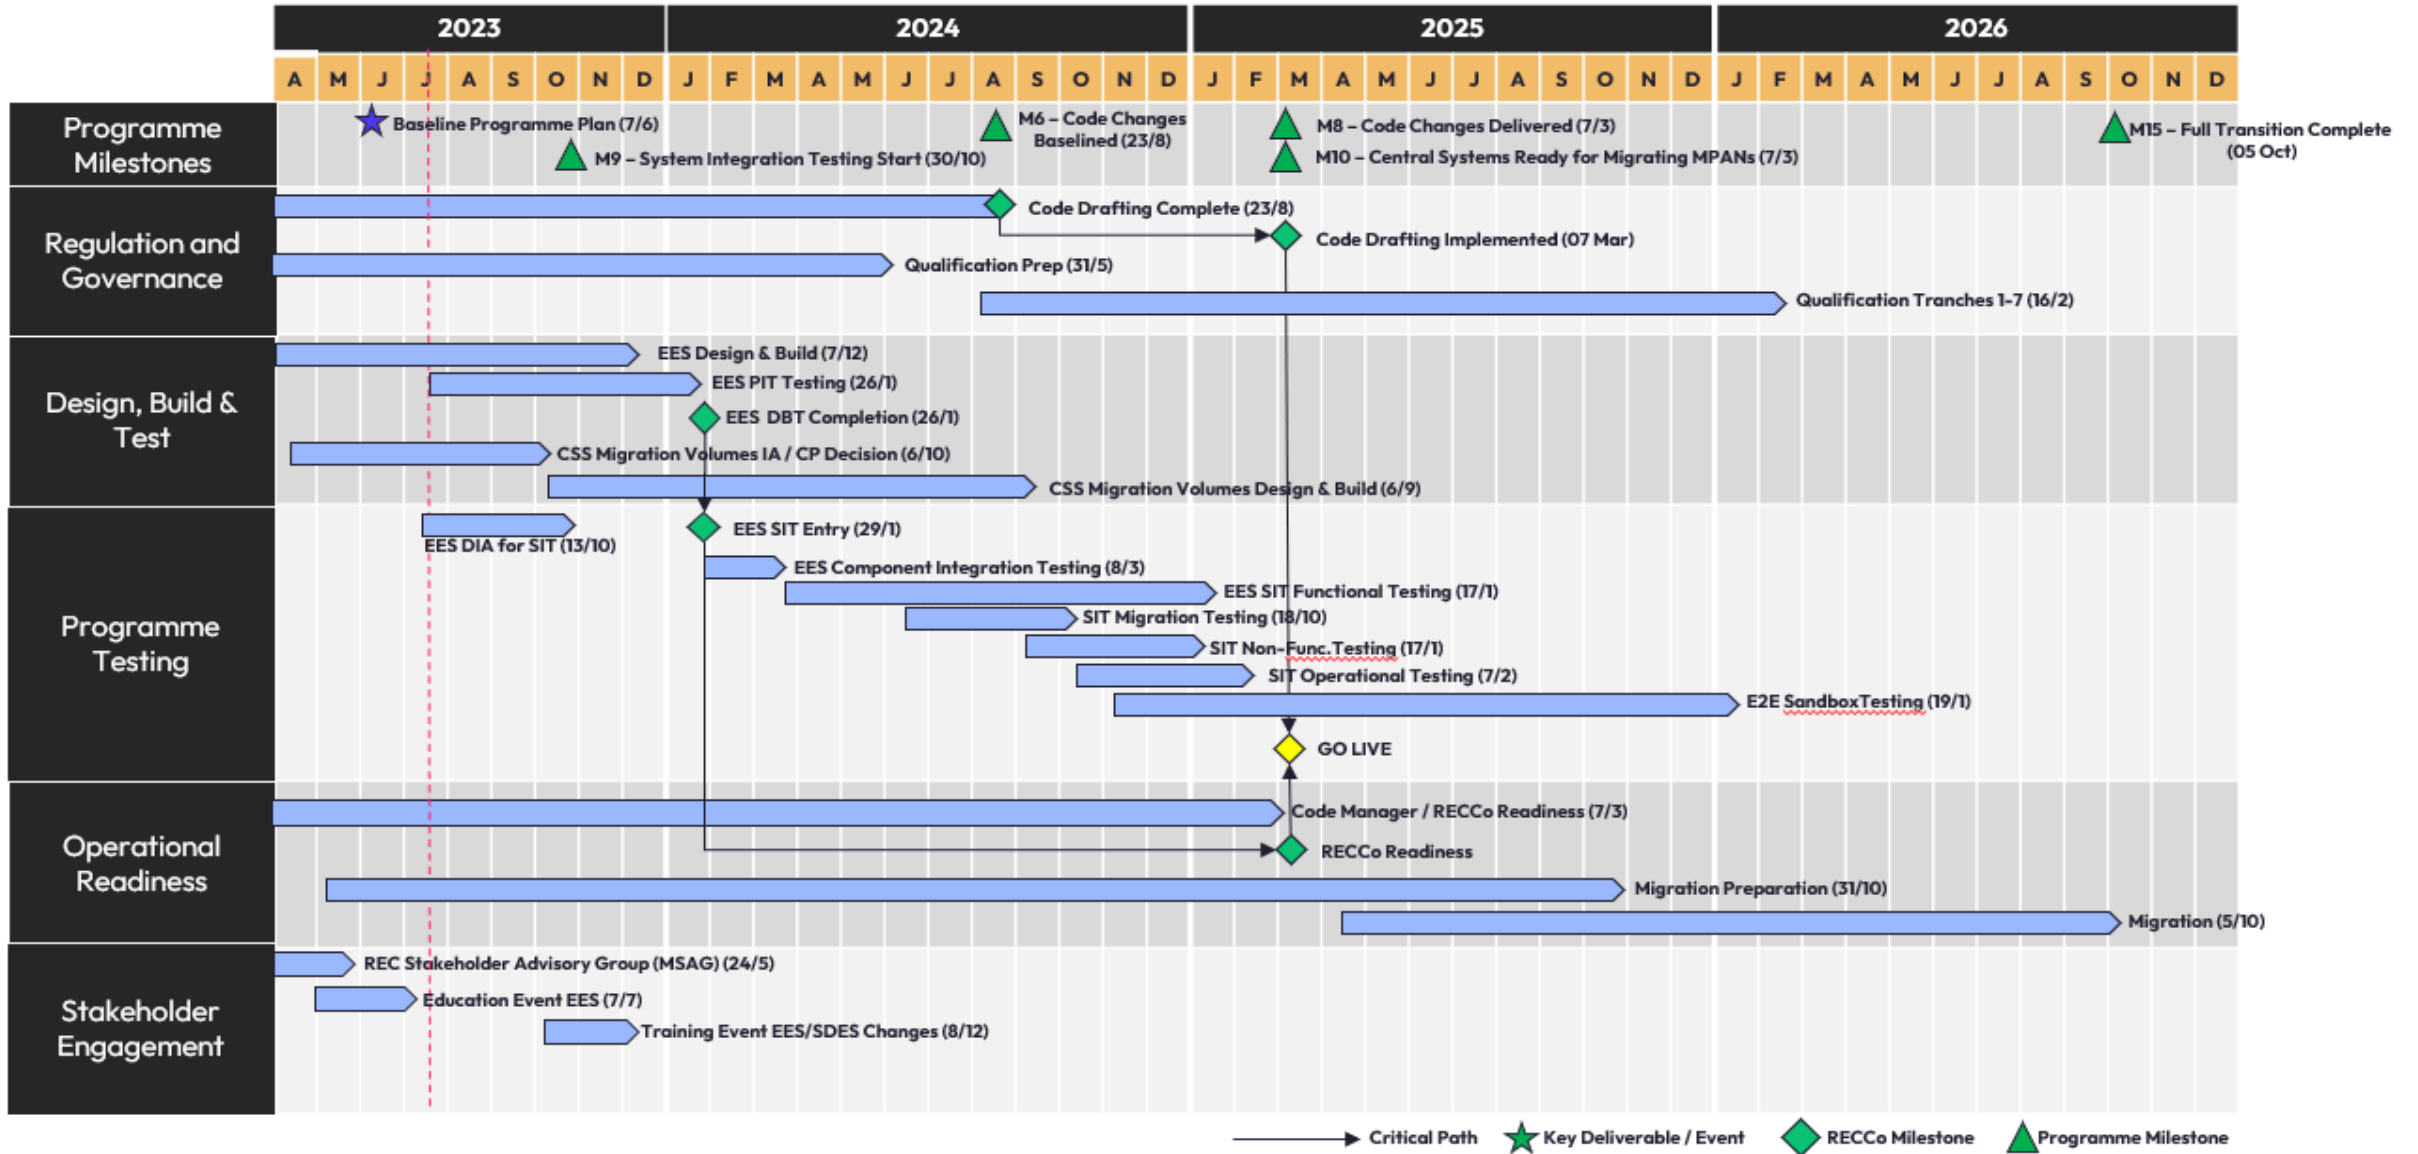 2023 2024 2025 2026
A M J J A S O N D J F M A M J J A S O N D J F M A M J J A S O N D J F M A M J J A S O N D
Programme
Milestones
Baseline Programme Plan (7/6)
M9 – System Integration Testing Start (30/10)
M6 – Code Changes
Baselined (23/8)
M8 – Code Changes Delivered (7/3)
M10 – Central Systems Ready for Migrating MPANs (7/3)
M15 – Full Transition Complete
(05 Oct)
Regulation and
Governance
Code Drafting Complete (23/8)
Code Drafting Implemented (07 Mar)
Qualification Prep (31/5)
Qualification Tranches 1-7 (16/2)
Design, Build &
Test
EES Design & Build (7/12)
EES PIT Testing (26/1)
EES DBT Completion (26/1)
CSS Migration Volumes IA / CP Decision (6/10)
CSS Migration Volumes Design & Build (6/9)
Programme
Testing
EES DIA for SIT (13/10)
EES SIT Entry (29/1)
EES Component Integration Testing (8/3)
EES SIT Functional Testing (17/1)
SIT Migration Testing (18/10)
SIT Non-Func.Testing (17/1)
SIT Operational Testing (7/2)
E2E SandboxTesting (19/1)
GO LIVE
Operational
Readiness
Code Manager / RECCo Readiness (7/3)
RECCo Readiness
Migration Preparation (31/10)
Migration (5/10)
Stakeholder
Engagement
REC Stakeholder Advisory Group (MSAG) (24/5)
Education Event EES (7/7)
Training Event EES/SDES Changes (8/12)
Critical Path
Key Deliverable / Event
RECCo Milestone
Programme Milestone